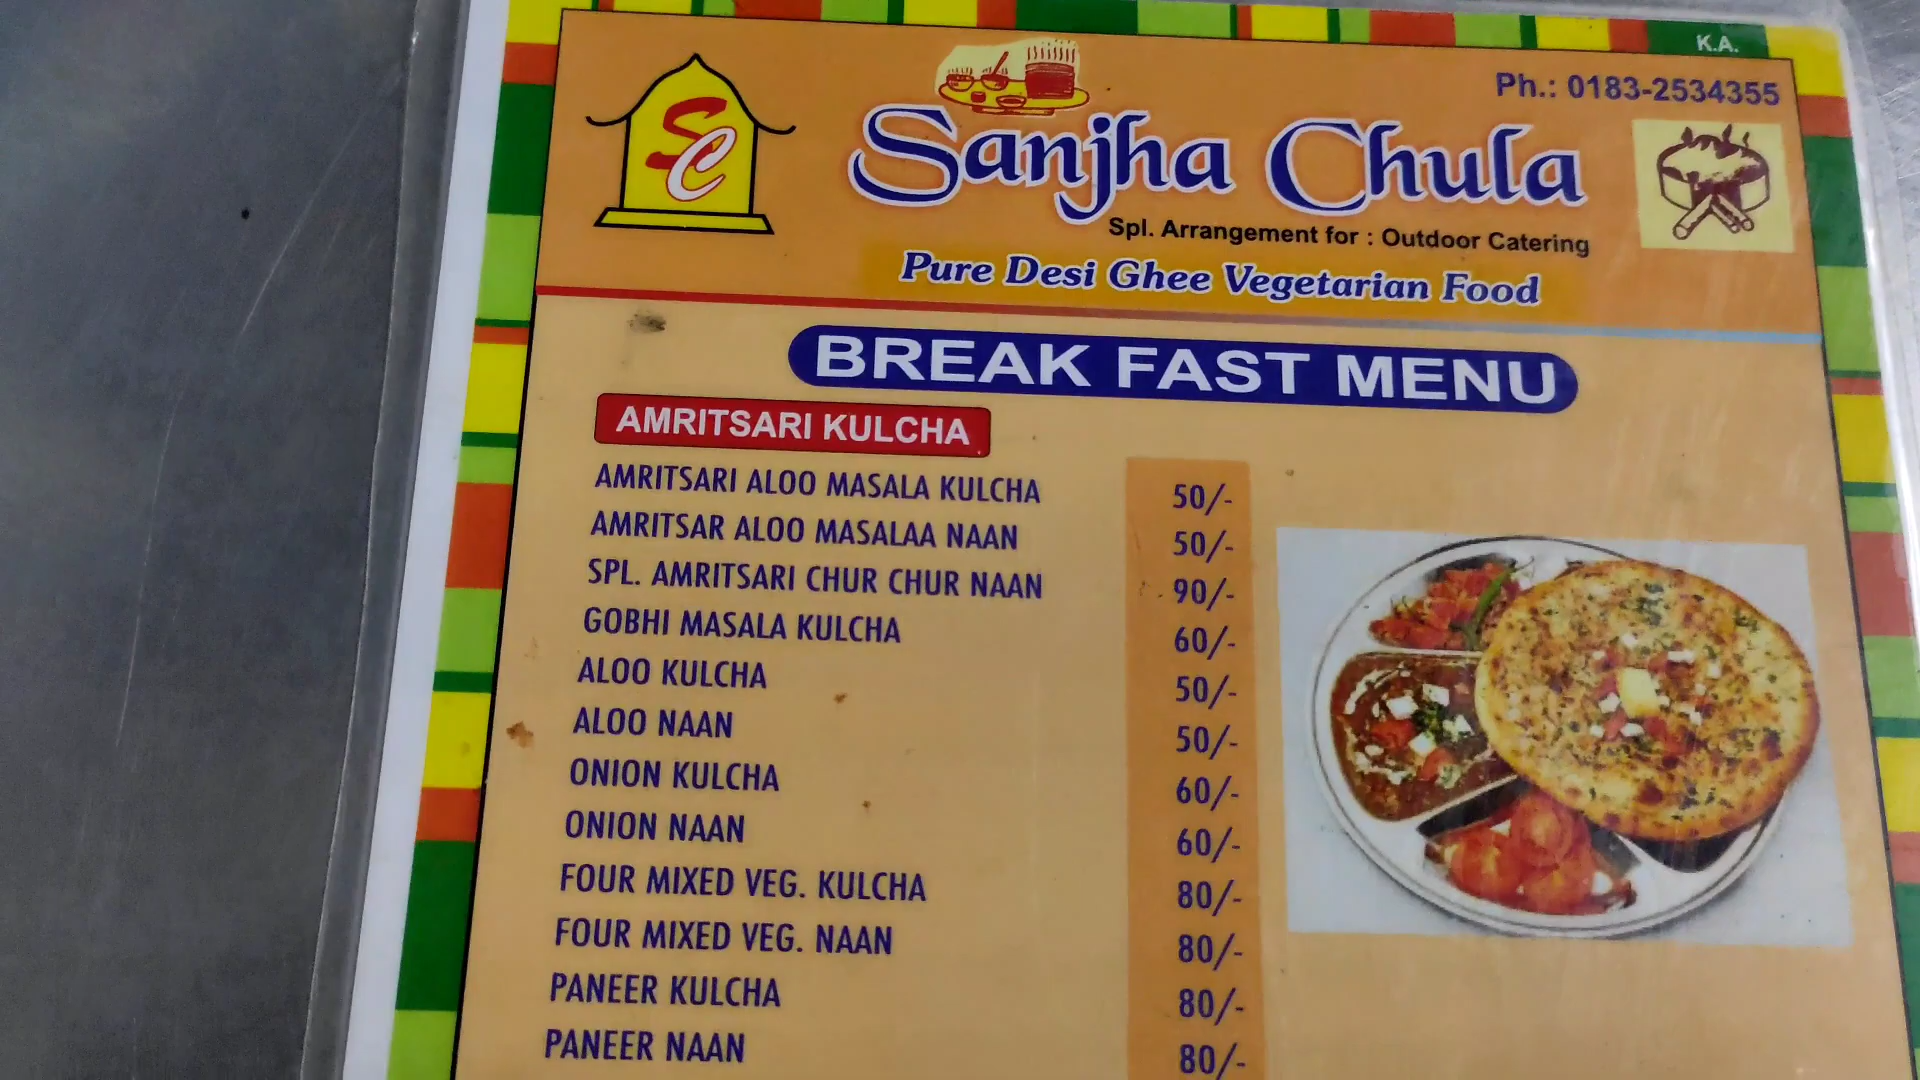 K.A.
Ph.: 0183-2534355
SC
Sanjha Chula
Spl. Arrangement for : Outdoor Catering
Pure Desi Ghee Vegetarian Food
BREAK FAST MENU
AMRITSARI KULCHA
AMRITSARI ALOO MASALA KULCHA 50/-
AMRITSAR ALOO MASALAA NAAN 50/-
SPL. AMRITSARI CHUR CHUR NAAN 90/-
GOBHI MASALA KULCHA 60/-
ALOO KULCHA 50/-
ALOO NAAN 50/-
ONION KULCHA 60/-
ONION NAAN 60/-
FOUR MIXED VEG. KULCHA 80/-
FOUR MIXED VEG. NAAN 80/-
PANEER KULCHA 80/-
PANEER NAAN 80/-